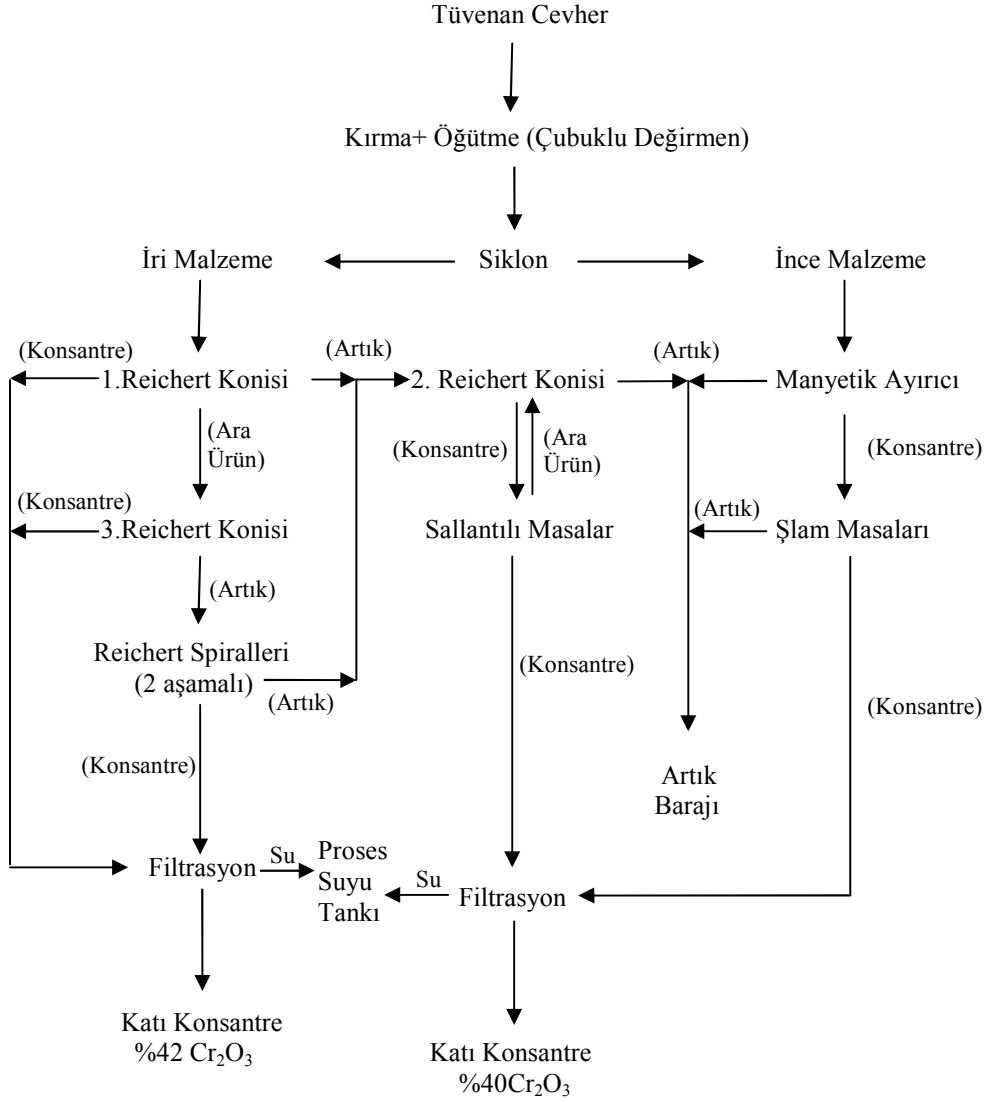 Tüvenan Cevher
Kırma+ Öğütme (Çubuklu Değirmen)
İri Malzeme
Siklon
İnce Malzeme
(Konsantre)
(Artık)
(Artık)
1.Reichert Konisi
2. Reichert Konisi
Manyetik Ayırıcı
(Ara
Ürün)
(Konsantre)
(Ara
Ürün)
(Konsantre)
(Konsantre)
(Artık)
3.Reichert Konisi
Sallantılı Masalar
Şlam Masaları
(Artık)
Reichert Spiralleri
(2 aşamalı)
(Artık)
(Konsantre)
(Konsantre)
(Konsantre)
Artık
Barajı
Filtrasyon
Su
Proses
Suyu
Tankı
Su
Filtrasyon
Katı Konsantre
%42 Cr₂O₃
Katı Konsantre
%40Cr₂O₃